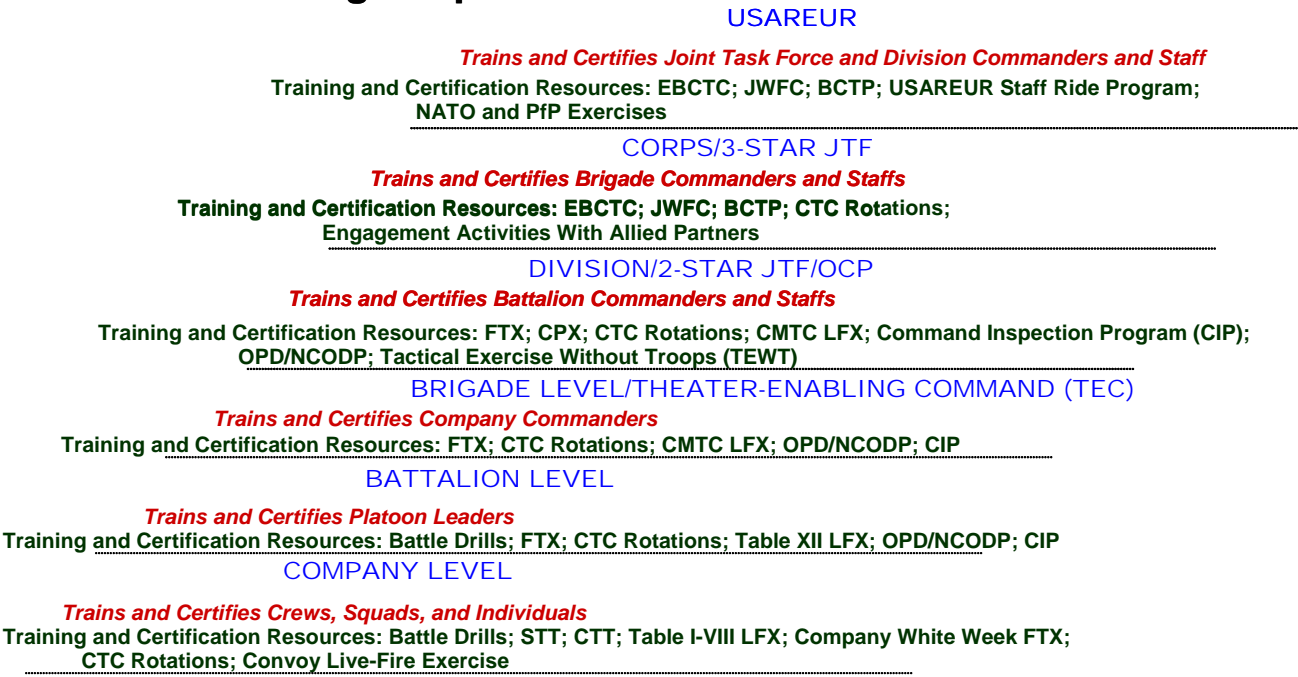 USAREUR
Trains and Certifies Joint Task Force and Division Commanders and Staff
Training and Certification Resources: EBCTC; JWFC; BCTP; USAREUR Staff Ride Program;
NATO and PfP Exercises
CORPS/3-STAR JTF
Trains and Certifies Brigade Commanders and Staffs
Training and Certification Resources: EBCTC; JWFC; BCTP; CTC Rotations;
Engagement Activities With Allied Partners
DIVISION/2-STAR JTF/OCP
Trains and Certifies Battalion Commanders and Staffs
Training and Certification Resources: FTX; CPX; CTC Rotations; CMTC LFX; Command Inspection Program (CIP);
OPD/NCODP; Tactical Exercise Without Troops (TEWT)
BRIGADE LEVEL/THEATER-ENABLING COMMAND (TEC)
Trains and Certifies Company Commanders
Training and Certification Resources: FTX; CTC Rotations; CMTC LFX; OPD/NCODP; CIP
BATTALION LEVEL
Trains and Certifies Platoon Leaders
Training and Certification Resources: Battle Drills; FTX; CTC Rotations; Table XII LFX; OPD/NCODP; CIP
COMPANY LEVEL
Trains and Certifies Crews, Squads, and Individuals
Training and Certification Resources: Battle Drills; STT; CTT; Table I-VIII LFX; Company White Week FTX;
CTC Rotations; Convoy Live-Fire Exercise